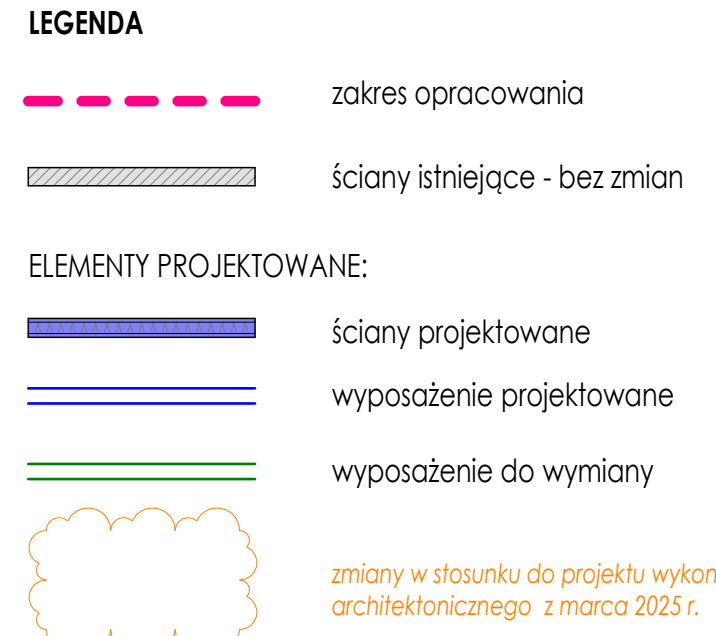 LEGENDA
zakres opracowania
ściany istniejące - bez zmian
ELEMENTY PROJEKTOWANE:
ściany projektowane
wyposażenie projektowane
wyposażenie do wymiany
zmiany w stosunku do projektu
architektonicznego z marca 2025 r.